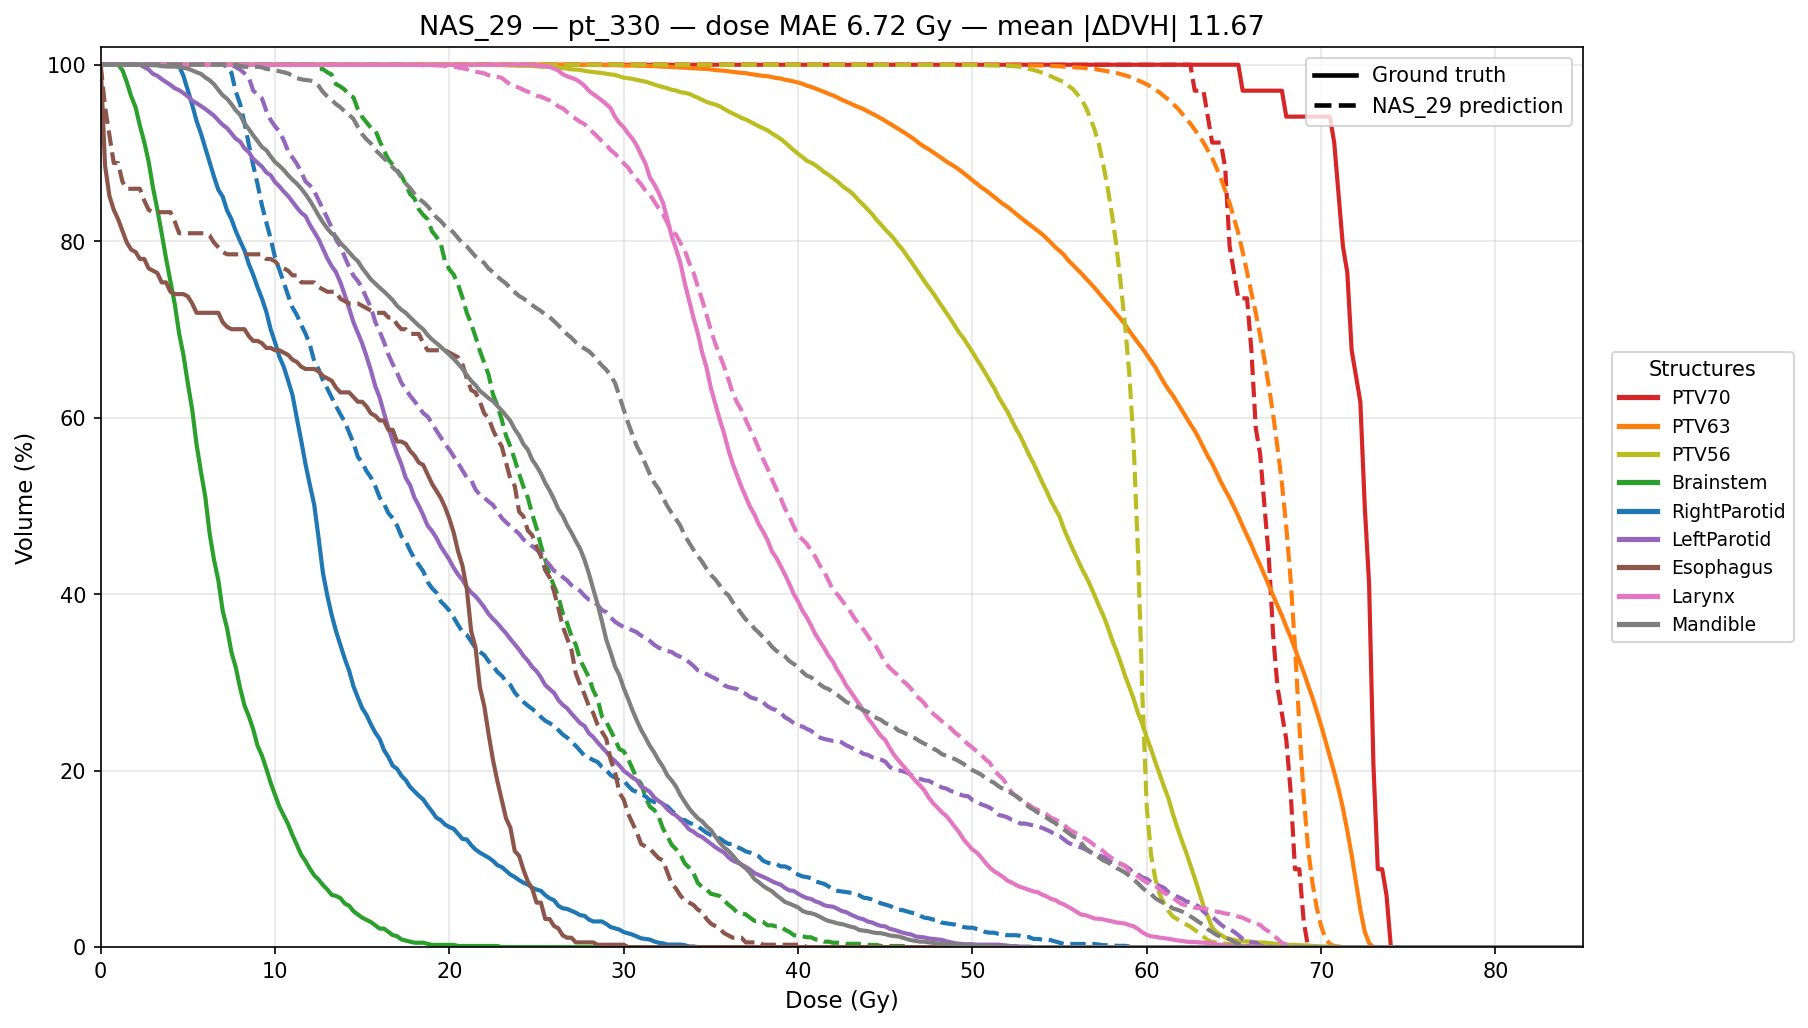 NAS_29 — pt_330 — dose MAE 6.72 Gy — mean |ΔDVH| 11.67
Ground truth
NAS_29 prediction
Volume (%)
100
80
60
40
20
0
0 10 20 30 40 50 60 70 80
Dose (Gy)
Structures
PTV70
PTV63
PTV56
Brainstem
RightParotid
LeftParotid
Esophagus
Larynx
Mandible